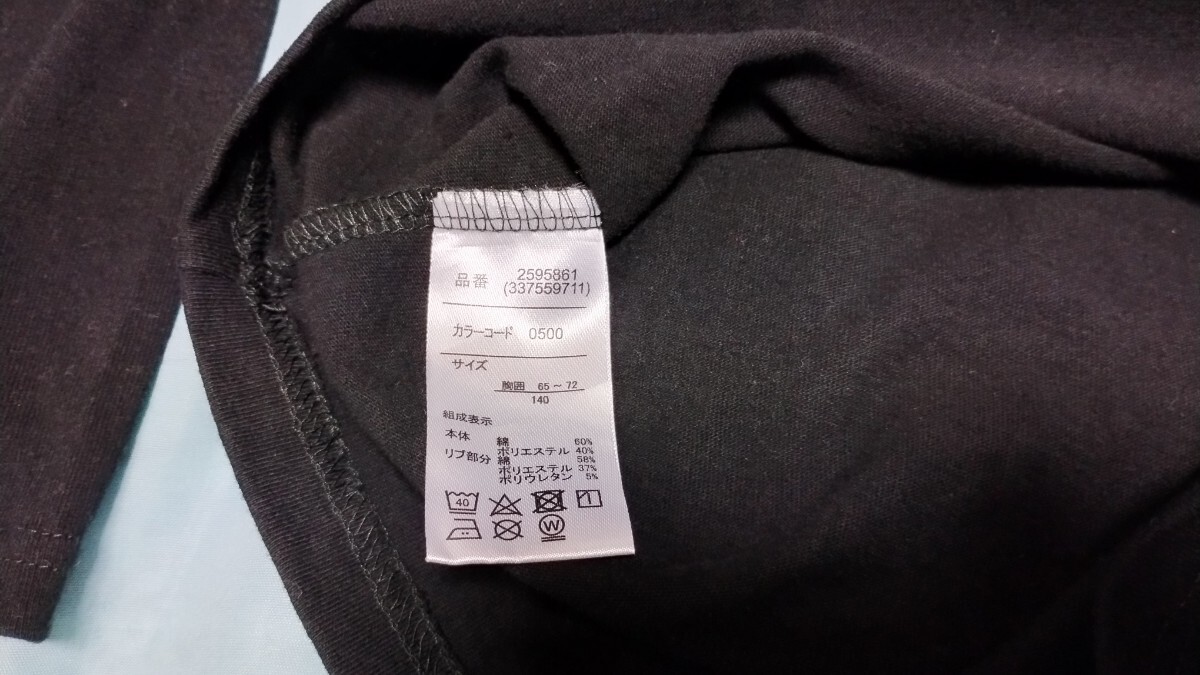 品番 2595861
(337559711)
カラーコード 0500
サイズ
胸囲 65～72
140
組成表示
本体 綿 60%
ポリエステル 40%
リブ部分 綿 58%
ポリエステル 37%
ポリウレタン 5%
40
W